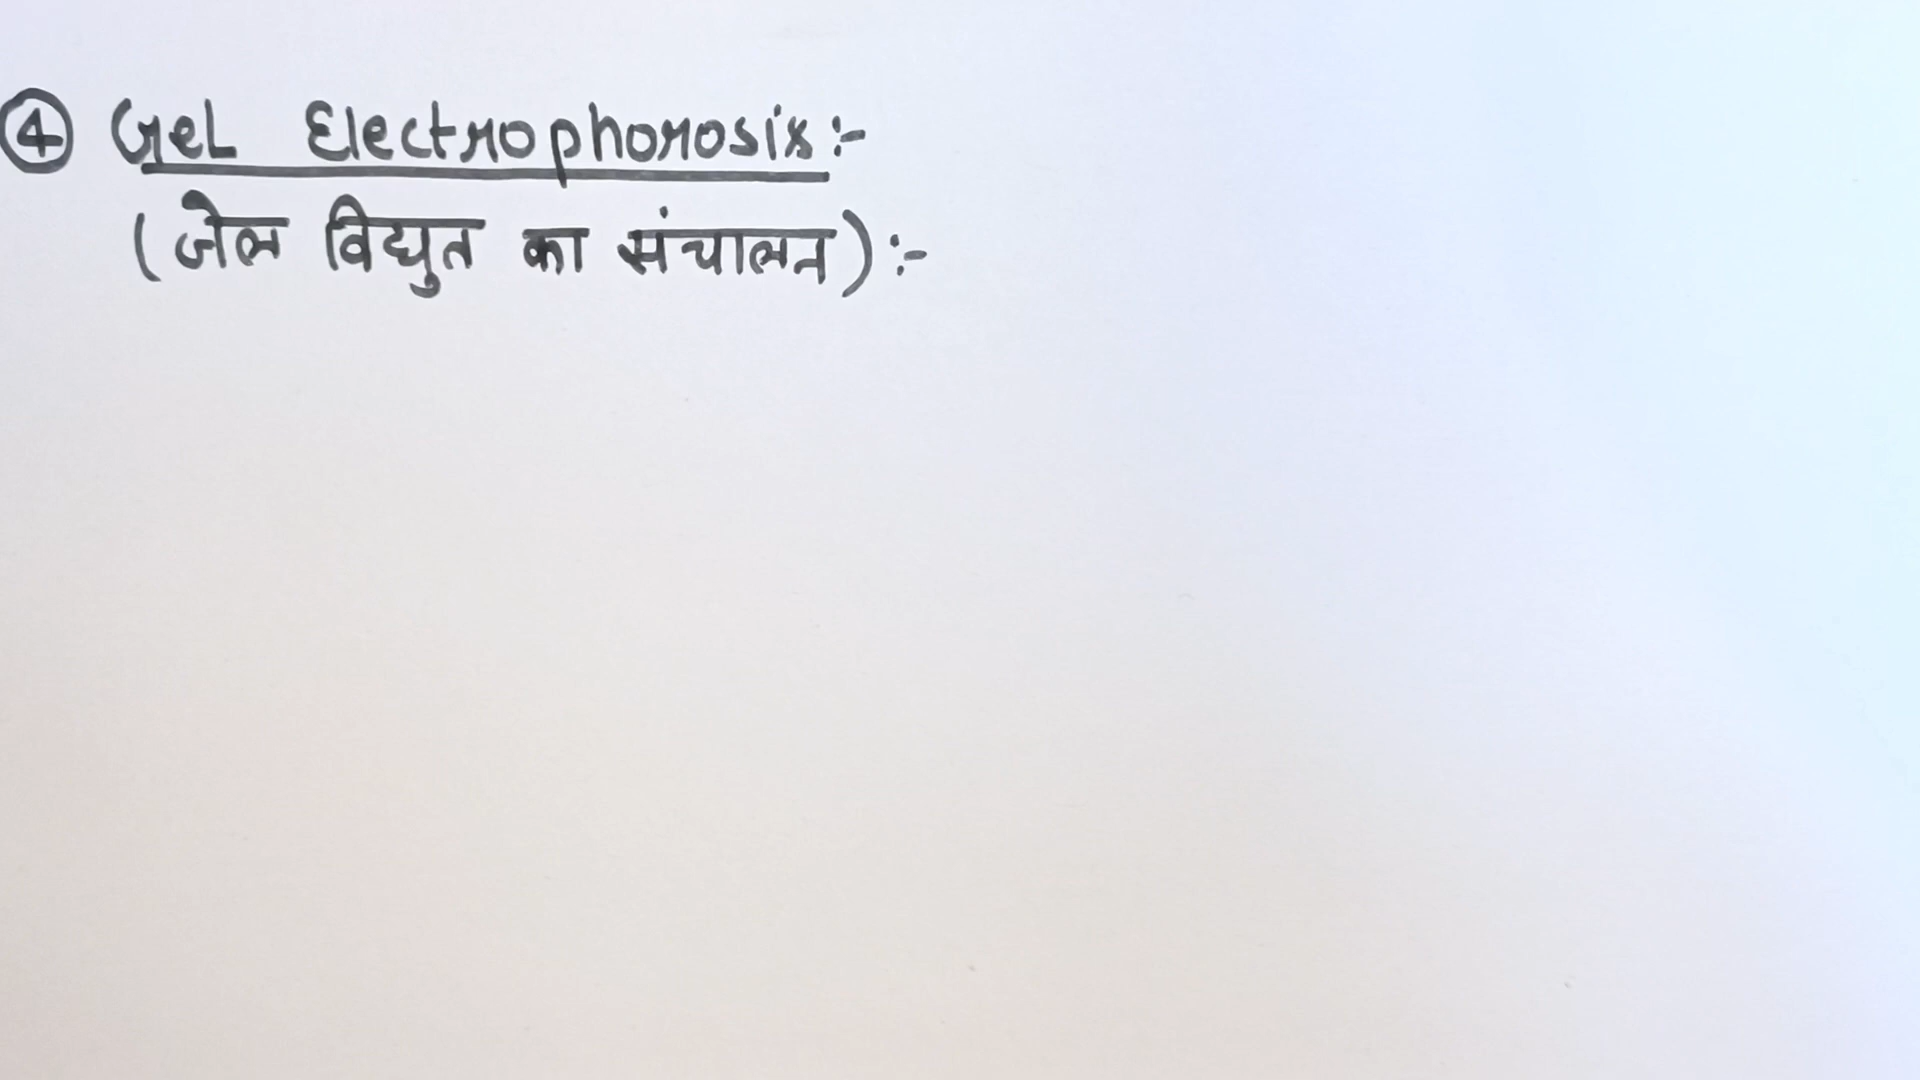 ④ Gel Electrophorosis:-
(जेल विद्युत का संचालन):-